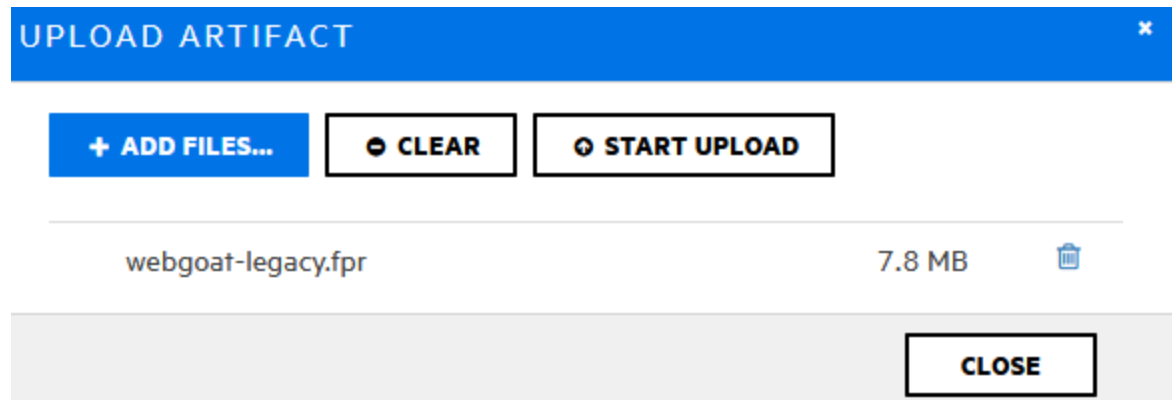 UPLOAD ARTIFACT
+ ADD FILES... CLEAR START UPLOAD
webgoat-legacy.fpr 7.8 MB
CLOSE